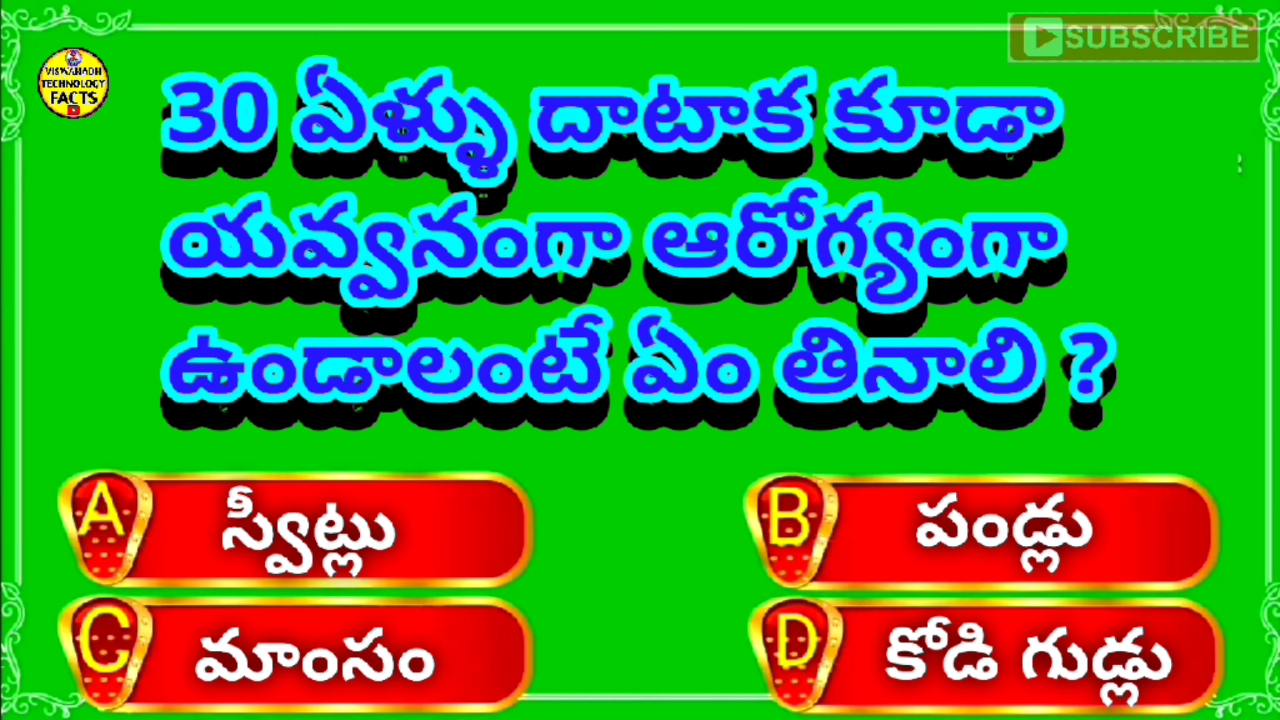 VISWANADH
TECHNOLOGY
FACTS
SUBSCRIBE
30 ఏళ్ళు దాటాక కూడా
యవ్వనంగా ఆరోగ్యంగా
ఉండాలంటే ఏం తినాలి ?
A స్వీట్లు
B పండ్లు
C మాంసం
D కోడి గుడ్లు